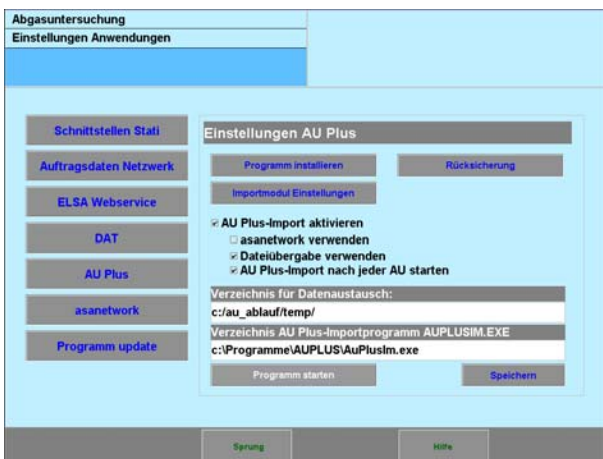 Abgasuntersuchung
Einstellungen Anwendungen
Schnittstellen Stati
Auftragsdaten Netzwerk
ELSA Webservice
DAT
AU Plus
asanetwork
Programm update
Einstellungen AU Plus
Programm installieren
Rücksicherung
Importmodul Einstellungen
AU Plus-Import aktivieren
asanetwork verwenden
Dateiübergabe verwenden
AU Plus-Import nach jeder AU starten
Verzeichnis für Datenaustausch:
c:/au_ablauf/temp/
Verzeichnis AU Plus-Importprogramm AUPLUSIM.EXE
c:\Programme\AUPLUS\AuPlusIm.exe
Programm starten
Speichern
Sprung
Hilfe